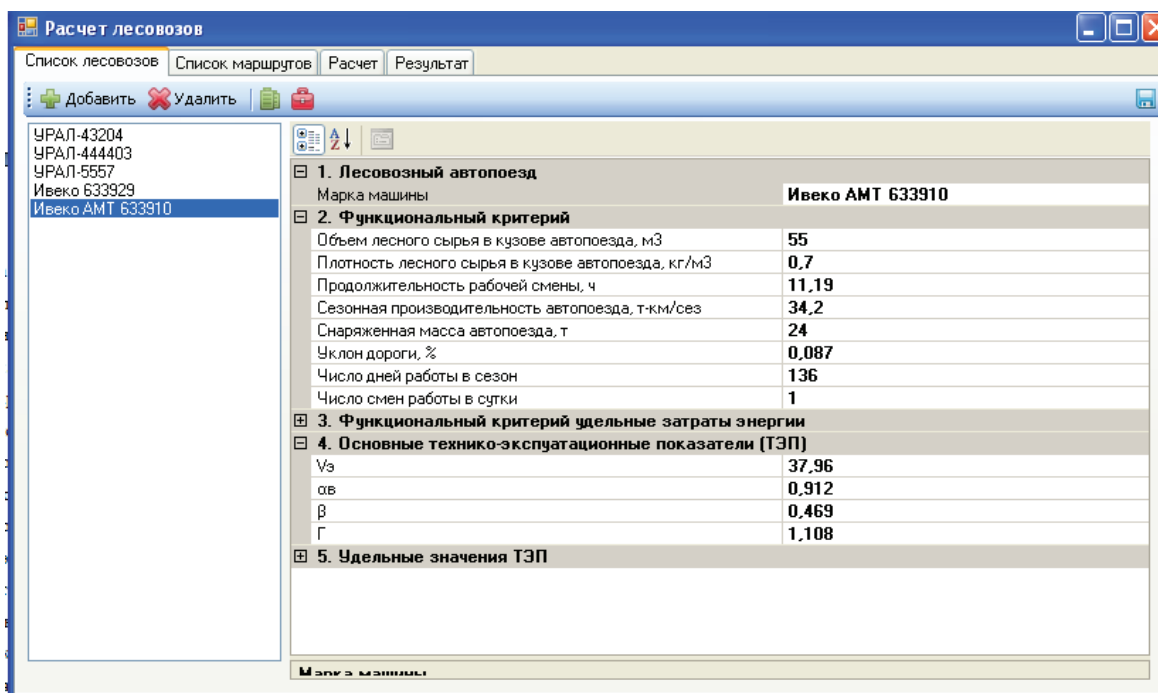 Расчет лесовозов
Список лесовозов Список маршрутов Расчет Результат
Добавить Удалить
УРАЛ-43204
УРАЛ-444403
УРАЛ-5557
Ивеко 633929
Ивеко АМТ 633910
1. Лесовозный автопоезд
Марка машины Ивеко АМТ 633910
2. Функциональный критерий
Объем лесного сырья в кузове автопоезда, м3 55
Плотность лесного сырья в кузове автопоезда, кг/м3 0,7
Продолжительность рабочей смены, ч 11,19
Сезонная производительность автопоезда, т-км/сез 34,2
Снаряженная масса автопоезда, т 24
Уклон дороги, % 0,087
Число дней работы в сезон 136
Число смен работы в сутки 1
3. Функциональный критерий удельные затраты энергии
4. Основные технико-экспуатационные показатели (ТЭП)
Vэ 37,96
αв 0,912
β 0,469
Г 1,108
5. Удельные значения ТЭП
Марка машины